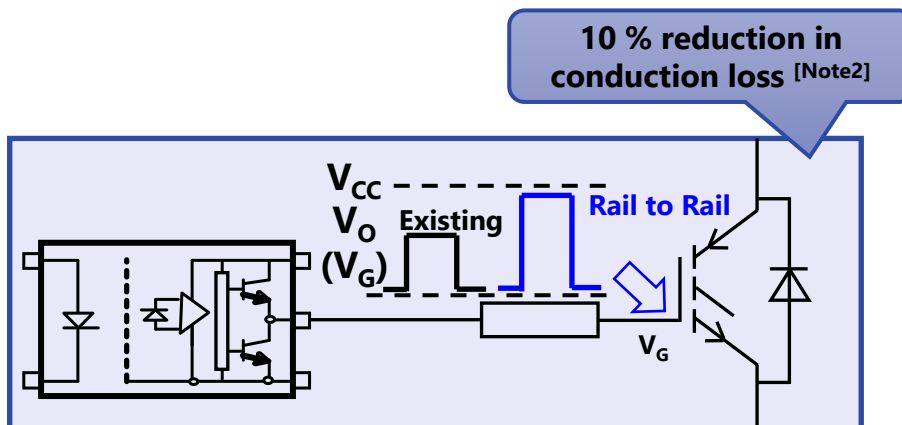 10 % reduction in
conduction loss [Note2]
VCC
VO
(VG)
Existing
Rail to Rail
VG